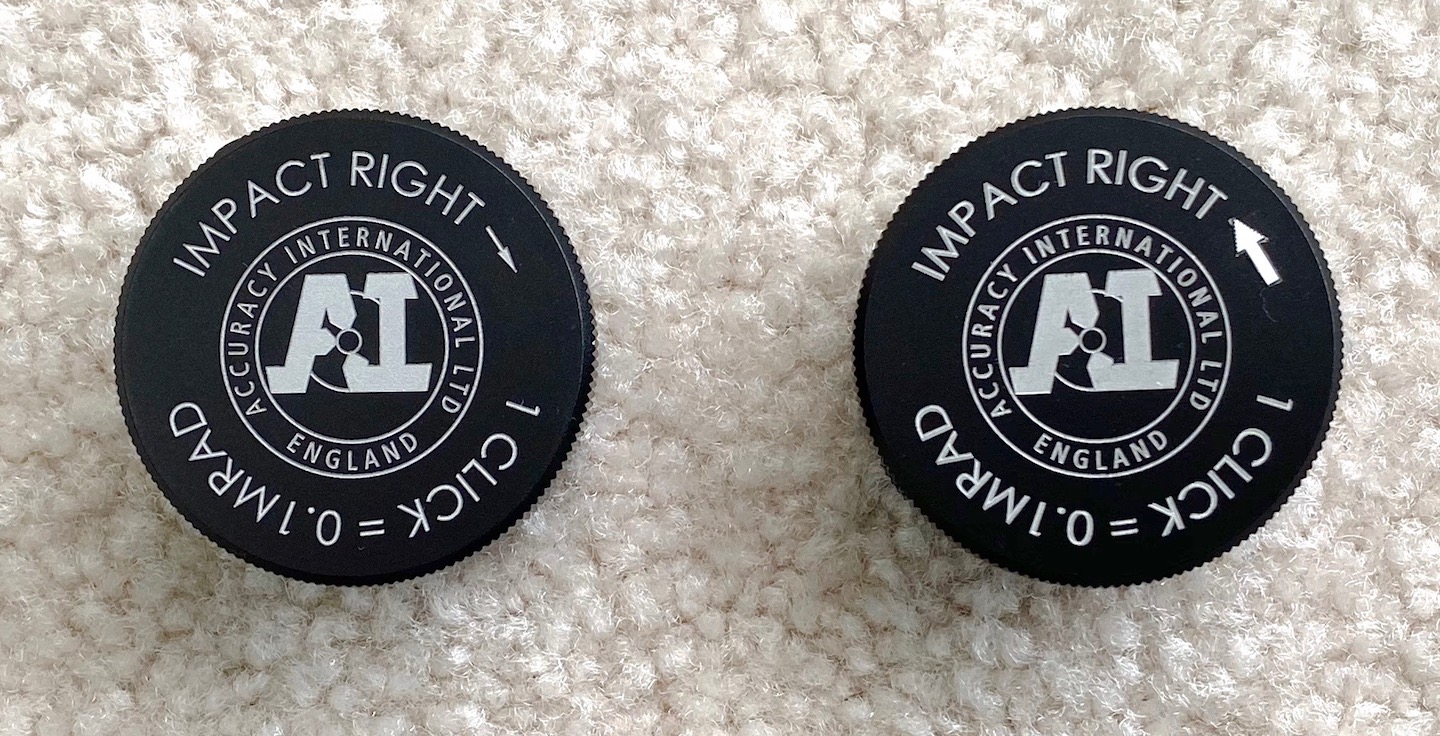 IMPACT RIGHT →
ACCURACY INTERNATIONAL LTD
AI
ENGLAND
1 CLICK = 0.1MRAD
IMPACT RIGHT ←
ACCURACY INTERNATIONAL LTD
AI
ENGLAND
1 CLICK = 0.1MRAD